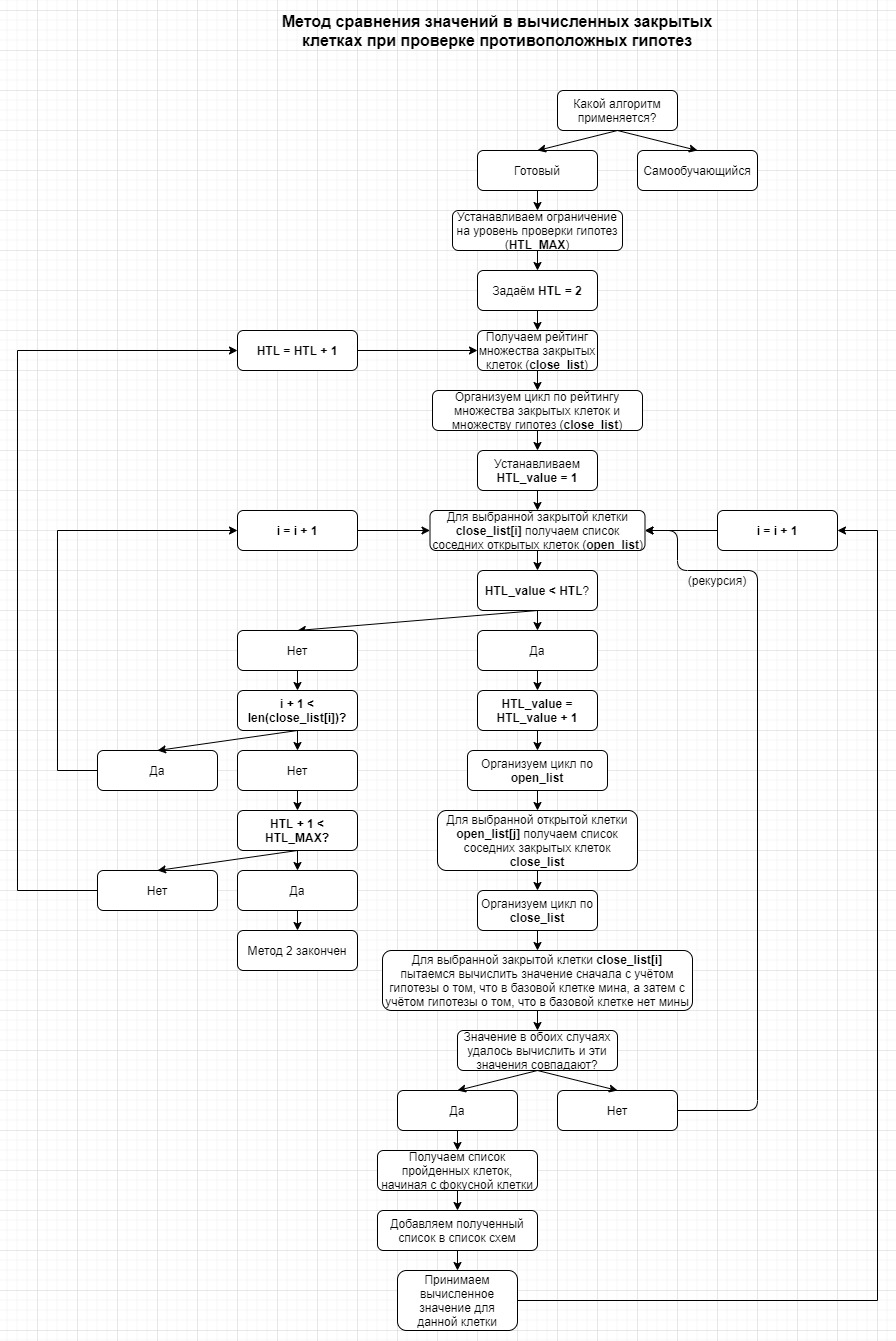 Метод сравнения значений в вычисленных закрытых
клетках при проверке противоположных гипотез
Какой алгоритм
применяется?
Готовый
Самообучающийся
Устанавливаем ограничение
на уровень проверки гипотез
(HTL_MAX)
Задаём HTL = 2
HTL = HTL + 1
Получаем рейтинг
множества закрытых
клеток (close_list)
Организуем цикл по рейтингу
множества закрытых клеток и
множеству гипотез (close_list)
Устанавливаем
HTL_value = 1
i = i + 1
Для выбранной закрытой клетки
close_list[i] получаем список
соседних открытых клеток (open_list)
i = i + 1
(рекурсия)
HTL_value < HTL?
Нет
Да
i + 1 <
len(close_list[i])?
HTL_value =
HTL_value + 1
Да
Нет
Организуем цикл по
open_list
HTL + 1 <
HTL_MAX?
Для выбранной открытой клетки
open_list[j] получаем список
соседних закрытых клеток
close_list
Нет
Да
Организуем цикл по
close_list
Метод 2 закончен
Для выбранной закрытой клетки close_list[i]
пытаемся вычислить значение сначала с учётом
гипотезы о том, что в базовой клетке мина, а затем с
учётом гипотезы о том, что в базовой клетке нет мины
Значение в обоих случаях
удалось вычислить и эти
значения совпадают?
Да
Нет
Получаем список
пройденных клеток,
начиная с фокусной клетки
Добавляем полученный
список в список схем
Принимаем
вычисленное
значение для
данной клетки